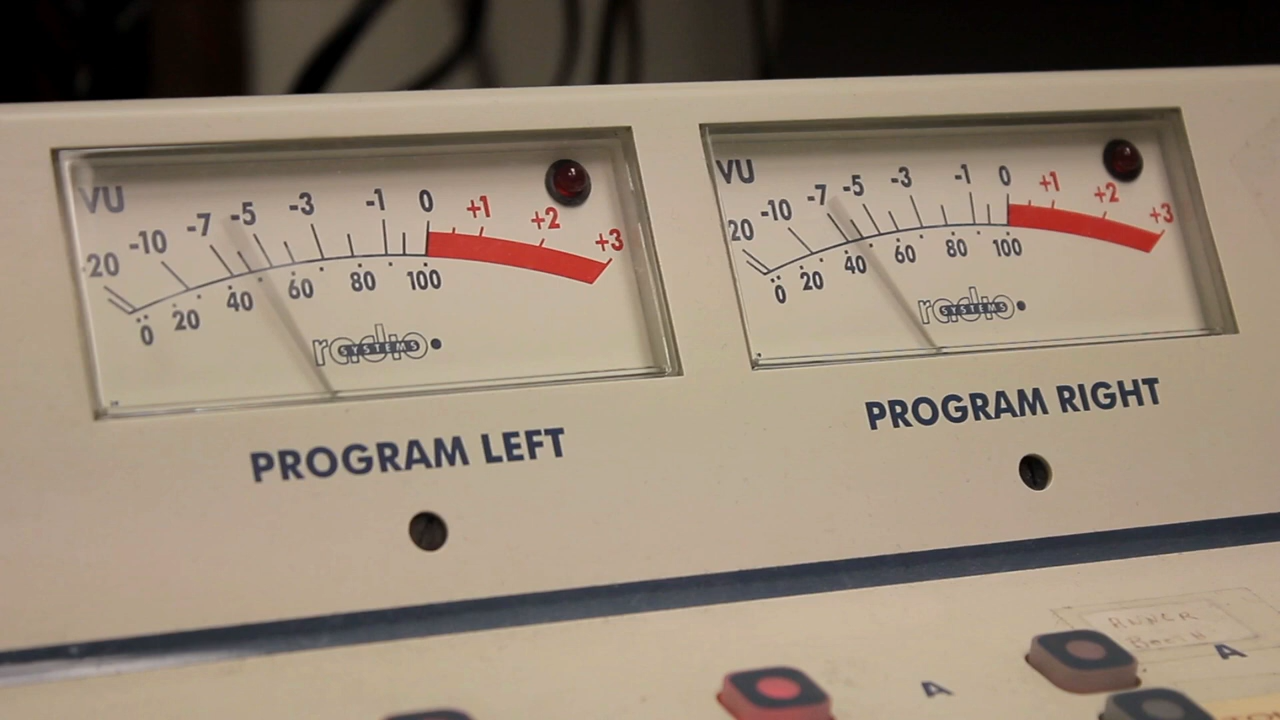 VU
-20 -10 -7 -5 -3 -1 0 +1 +2 +3
0 20 40 60 80 100
radio
SYSTEMS
PROGRAM LEFT
VU
20 -10 -7 -5 -3 -1 0 +1 +2 +3
0 20 40 60 80 100
radio
SYSTEMS
PROGRAM RIGHT
A
A